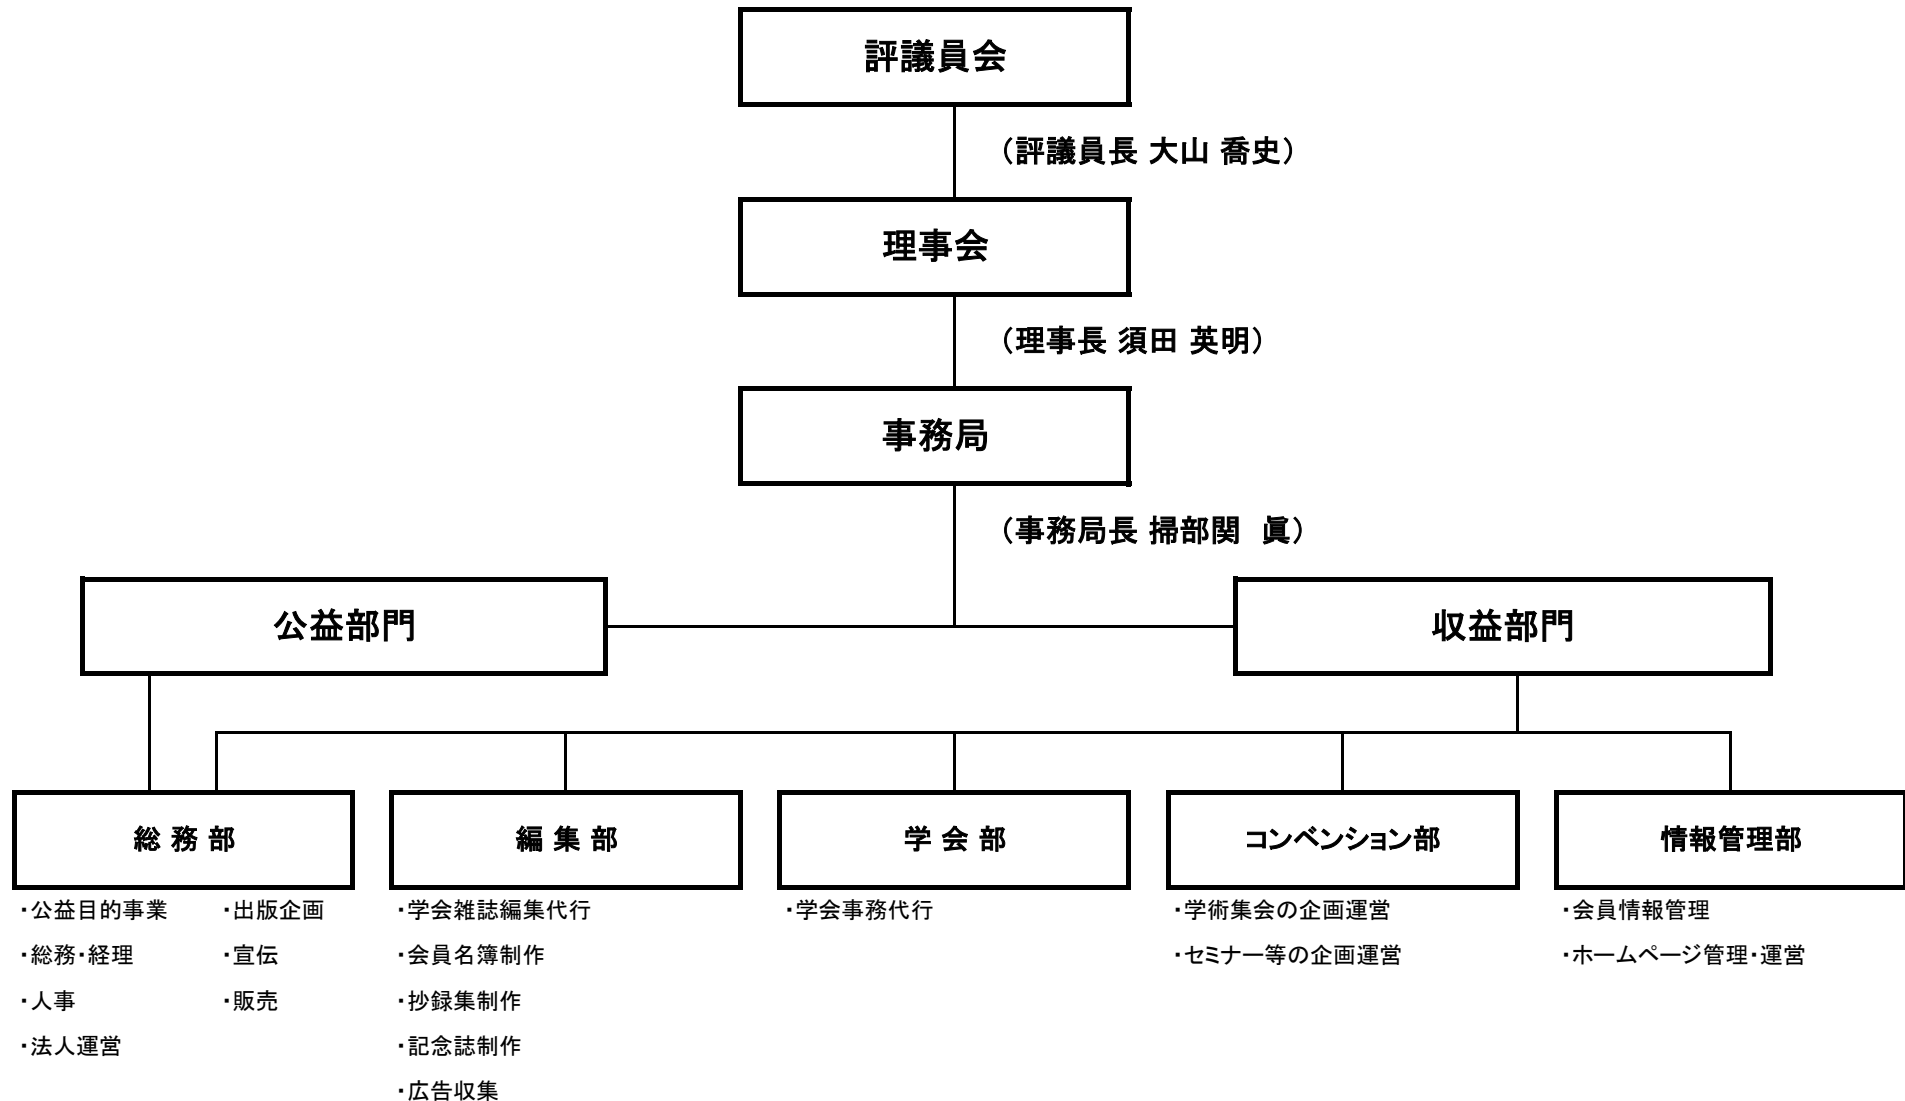 評議員会
（評議員長 大山 喬史）
理事会
（理事長 須田 英明）
事務局
（事務局長 掃部関　眞）
公益部門
収益部門
総 務 部
編 集 部
学 会 部
コンベンション部
情報管理部
・公益目的事業
・総務・経理
・人事
・法人運営
・出版企画
・宣伝
・販売
・学会雑誌編集代行
・会員名簿制作
・抄録集制作
・記念誌制作
・広告収集
・学会事務代行
・学術集会の企画運営
・セミナー等の企画運営
・会員情報管理
・ホームページ管理・運営